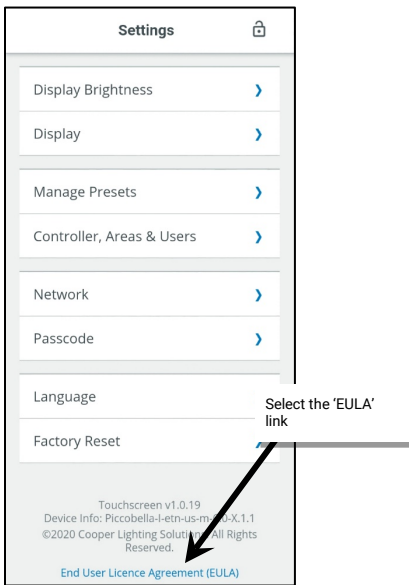 Settings
Display Brightness
Display
Manage Presets
Controller, Areas & Users
Network
Passcode
Language
Select the ‘EULA’
link
Factory Reset
Touchscreen v1.0.19
Device Info: Piccobella-I-etn-us-m-.0-X.1.1
©2020 Cooper Lighting Solutions All Rights
Reserved.
End User Licence Agreement (EULA)